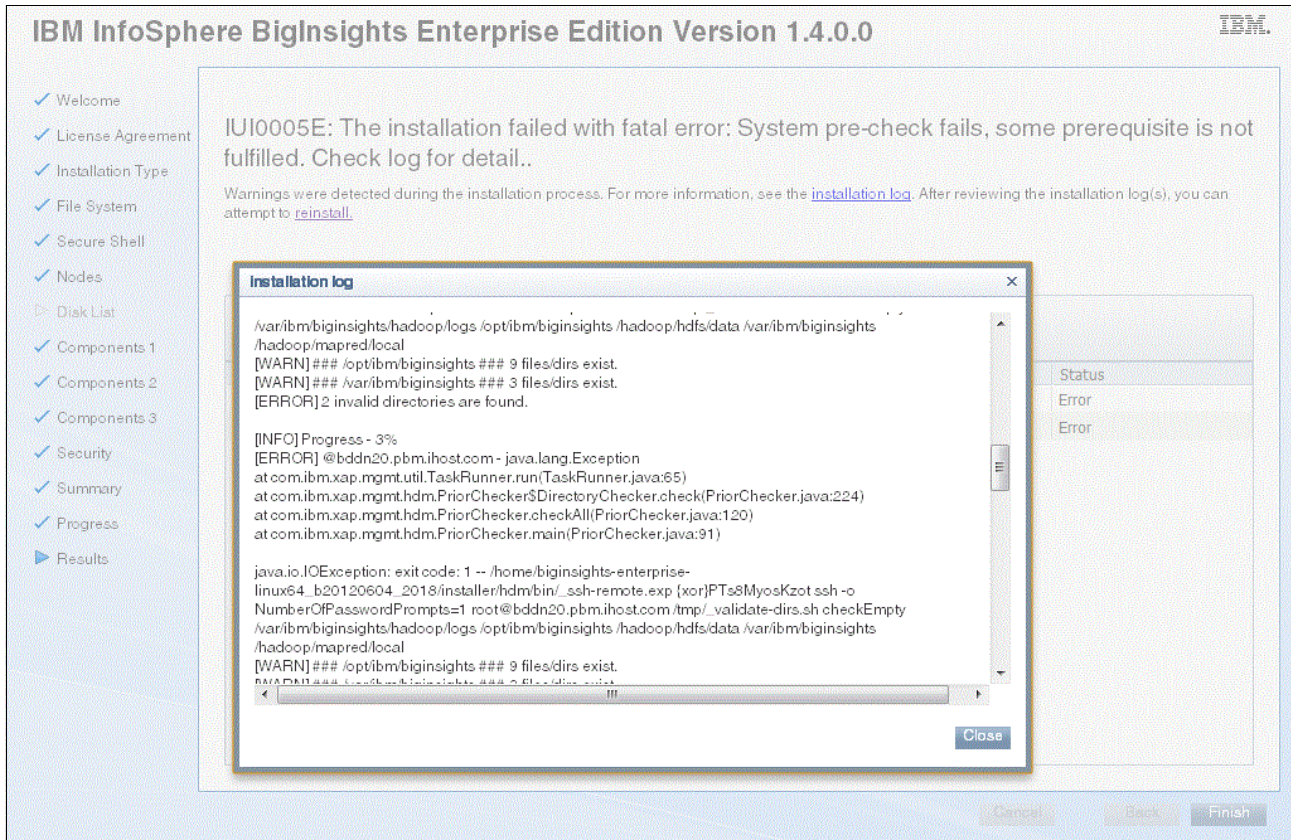 IBM InfoSphere BigInsights Enterprise Edition Version 1.4.0.0
IBM.
Welcome
License Agreement
Installation Type
File System
Secure Shell
Nodes
Disk List
Components 1
Components 2
Components 3
Security
Summary
Progress
Results
IUI0005E: The installation failed with fatal error: System pre-check fails, some prerequisite is not
fulfilled. Check log for detail..
Warnings were detected during the installation process. For more information, see the installation log. After reviewing the installation log(s), you can
attempt to reinstall.
Installation log
/var/ibm/biginsights/hadoop/logs /opt/ibm/biginsights /hadoop/hdfs/data /var/ibm/biginsights
/hadoop/mapred/local
[WARN] ### /opt/ibm/biginsights ### 9 files/dirs exist.
[WARN] ### /var/ibm/biginsights ### 3 files/dirs exist.
[ERROR] 2 invalid directories are found.
[INFO] Progress - 3%
[ERROR] @bddn20.pbm.ihost.com - java.lang.Exception
at com.ibm.xap.mgmt.util.TaskRunner.run(TaskRunner.java:65)
at com.ibm.xap.mgmt.hdm.PriorChecker$DirectoryChecker.check(PriorChecker.java:224)
at com.ibm.xap.mgmt.hdm.PriorChecker.checkAll(PriorChecker.java:120)
at com.ibm.xap.mgmt.hdm.PriorChecker.main(PriorChecker.java:91)
java.io.IOException: exit code: 1 -- /home/biginsights-enterprise-
linux64_b20120604_2018/installer/hdm/bin/_ssh-remote.exp {xor}PTs8MyosKzot ssh -o
NumberOfPasswordPrompts=1 root@bddn20.pbm.ihost.com /tmp/_validate-dirs.sh checkEmpty
/var/ibm/biginsights/hadoop/logs /opt/ibm/biginsights /hadoop/hdfs/data /var/ibm/biginsights
/hadoop/mapred/local
[WARN] ### /opt/ibm/biginsights ### 9 files/dirs exist.
[WARN] ### /var/ibm/biginsights ### 3 files/dirs exist.
Close
Status
Error
Error
Cancel
Back
Finish